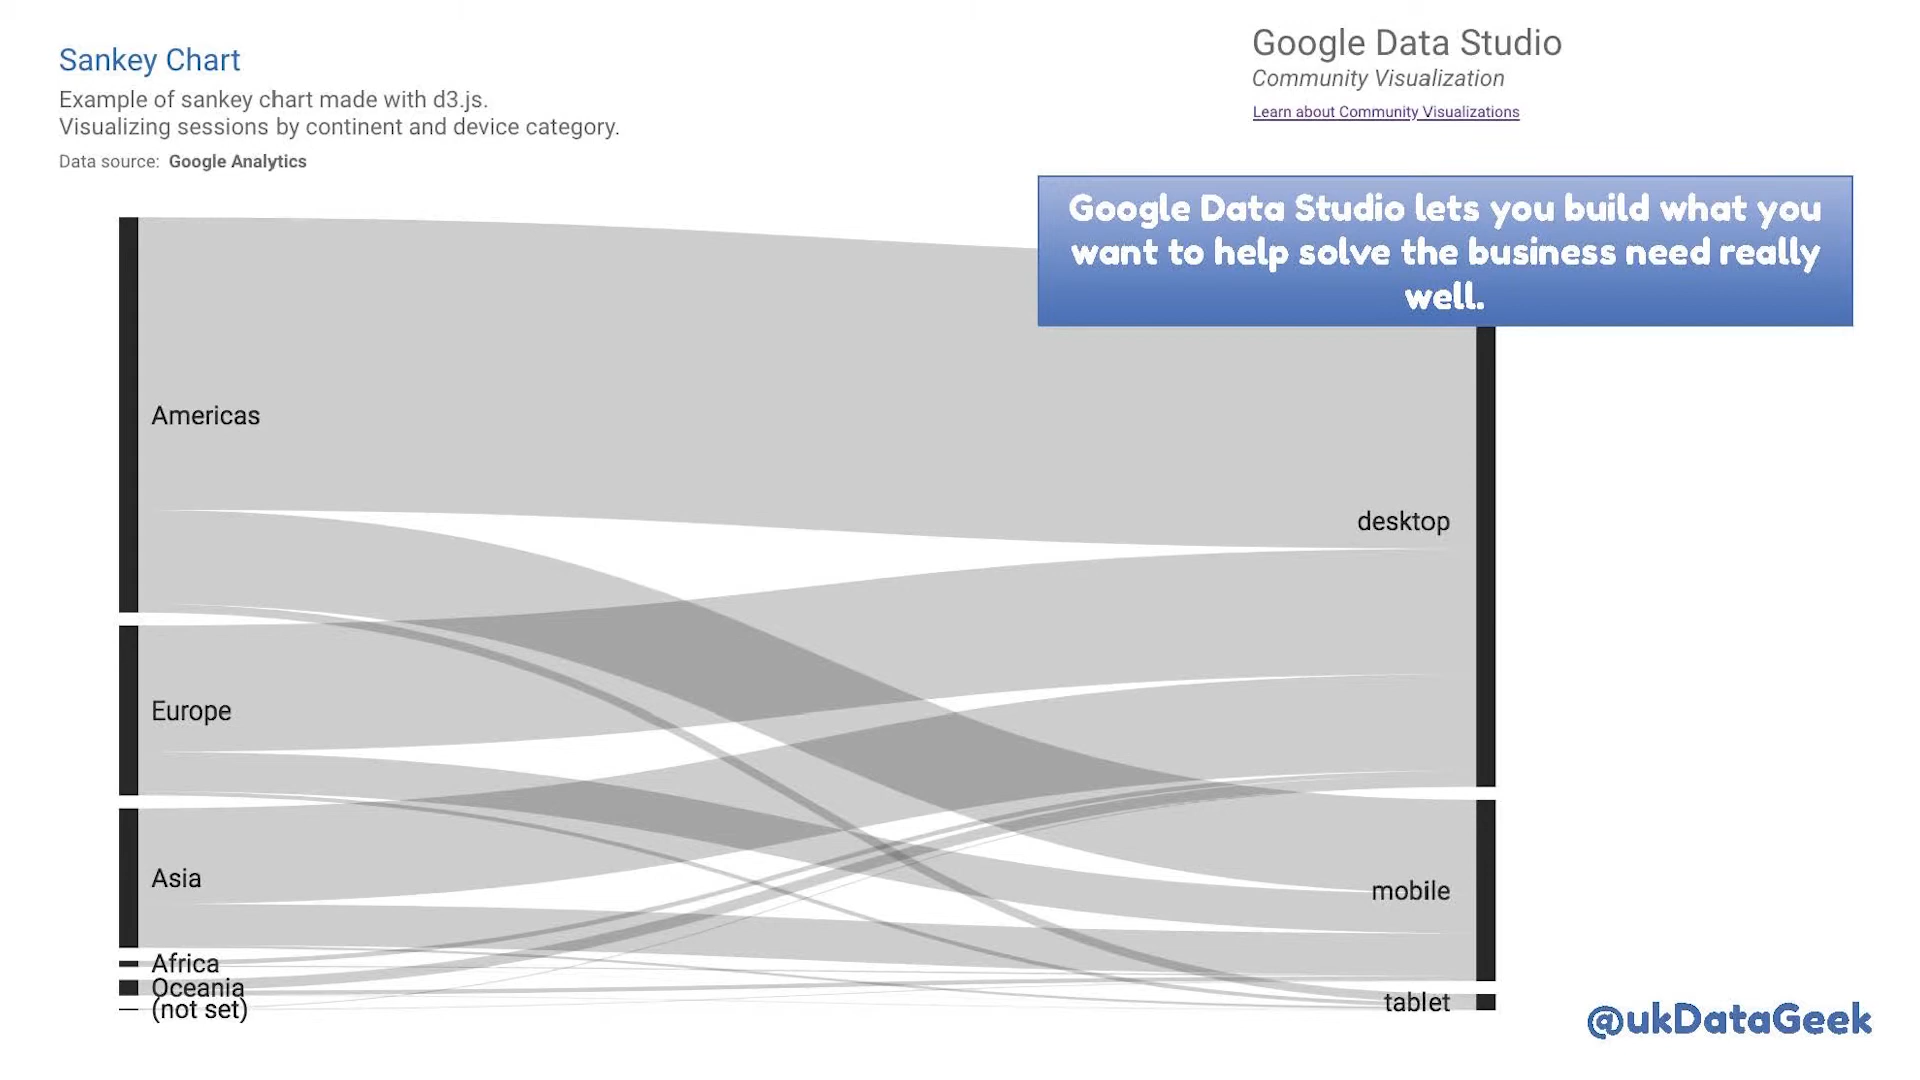 Sankey Chart
Example of sankey chart made with d3.js.
Visualizing sessions by continent and device category.
Data source: Google Analytics
Google Data Studio
Community Visualization
Learn about Community Visualizations
Google Data Studio lets you build what you
want to help solve the business need really
well.
Americas
Europe
Asia
Africa
Oceania
(not set)
desktop
mobile
tablet
@ukDataGeek